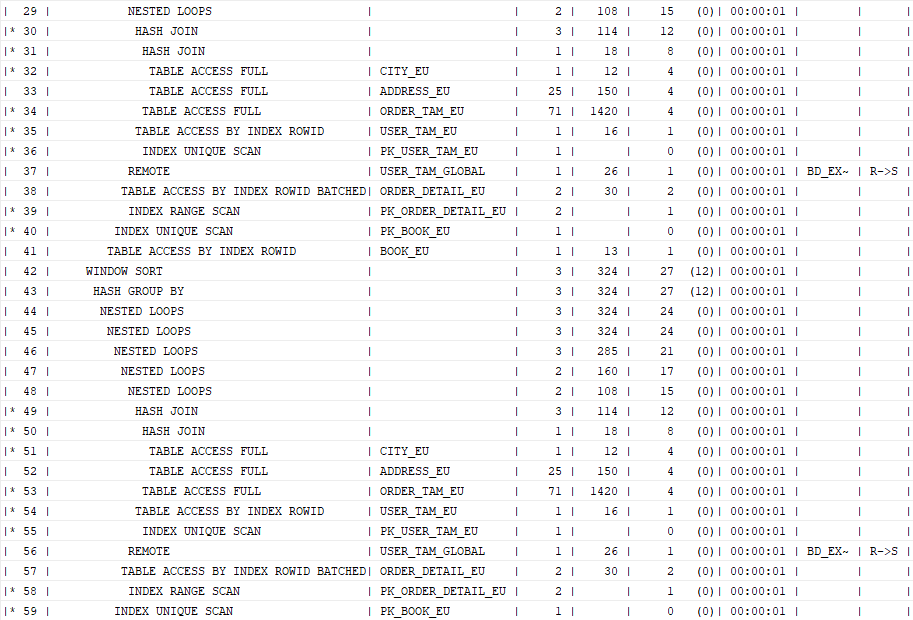 |  29 |           NESTED LOOPS                       |                    |  2 |  108 |  15   (0)| 00:00:01 |        |      |
|* 30 |            HASH JOIN                         |                    |  3 |  114 |  12   (0)| 00:00:01 |        |      |
|* 31 |             HASH JOIN                        |                    |  1 |   18 |   8   (0)| 00:00:01 |        |      |
|* 32 |              TABLE ACCESS FULL               | CITY_EU            |  1 |   12 |   4   (0)| 00:00:01 |        |      |
|  33 |              TABLE ACCESS FULL               | ADDRESS_EU         | 25 |  150 |   4   (0)| 00:00:01 |        |      |
|* 34 |             TABLE ACCESS FULL                | ORDER_TAM_EU       | 71 | 1420 |   4   (0)| 00:00:01 |        |      |
|* 35 |            TABLE ACCESS BY INDEX ROWID       | USER_TAM_EU        |  1 |   16 |   1   (0)| 00:00:01 |        |      |
|* 36 |             INDEX UNIQUE SCAN                | PK_USER_TAM_EU     |  1 |      |   0   (0)| 00:00:01 |        |      |
|  37 |           REMOTE                             | USER_TAM_GLOBAL    |  1 |   26 |   1   (0)| 00:00:01 | BD_EX~ | R->S |
|  38 |          TABLE ACCESS BY INDEX ROWID BATCHED| ORDER_DETAIL_EU    |  2 |   30 |   2   (0)| 00:00:01 |        |      |
|* 39 |           INDEX RANGE SCAN                   | PK_ORDER_DETAIL_EU |  2 |      |   1   (0)| 00:00:01 |        |      |
|* 40 |         INDEX UNIQUE SCAN                    | PK_BOOK_EU         |  1 |      |   0   (0)| 00:00:01 |        |      |
|  41 |        TABLE ACCESS BY INDEX ROWID           | BOOK_EU            |  1 |   13 |   1   (0)| 00:00:01 |        |      |
|  42 |     WINDOW SORT                              |                    |  3 |  324 |  27  (12)| 00:00:01 |        |      |
|  43 |      HASH GROUP BY                           |                    |  3 |  324 |  27  (12)| 00:00:01 |        |      |
|  44 |       NESTED LOOPS                           |                    |  3 |  324 |  24   (0)| 00:00:01 |        |      |
|  45 |        NESTED LOOPS                          |                    |  3 |  324 |  24   (0)| 00:00:01 |        |      |
|  46 |         NESTED LOOPS                         |                    |  3 |  285 |  21   (0)| 00:00:01 |        |      |
|  47 |          NESTED LOOPS                        |                    |  2 |  160 |  17   (0)| 00:00:01 |        |      |
|  48 |           NESTED LOOPS                       |                    |  2 |  108 |  15   (0)| 00:00:01 |        |      |
|* 49 |            HASH JOIN                         |                    |  3 |  114 |  12   (0)| 00:00:01 |        |      |
|* 50 |             HASH JOIN                        |                    |  1 |   18 |   8   (0)| 00:00:01 |        |      |
|* 51 |              TABLE ACCESS FULL               | CITY_EU            |  1 |   12 |   4   (0)| 00:00:01 |        |      |
|  52 |              TABLE ACCESS FULL               | ADDRESS_EU         | 25 |  150 |   4   (0)| 00:00:01 |        |      |
|* 53 |             TABLE ACCESS FULL                | ORDER_TAM_EU       | 71 | 1420 |   4   (0)| 00:00:01 |        |      |
|* 54 |            TABLE ACCESS BY INDEX ROWID       | USER_TAM_EU        |  1 |   16 |   1   (0)| 00:00:01 |        |      |
|* 55 |             INDEX UNIQUE SCAN                | PK_USER_TAM_EU     |  1 |      |   0   (0)| 00:00:01 |        |      |
|  56 |           REMOTE                             | USER_TAM_GLOBAL    |  1 |   26 |   1   (0)| 00:00:01 | BD_EX~ | R->S |
|  57 |          TABLE ACCESS BY INDEX ROWID BATCHED| ORDER_DETAIL_EU    |  2 |   30 |   2   (0)| 00:00:01 |        |      |
|* 58 |           INDEX RANGE SCAN                   | PK_ORDER_DETAIL_EU |  2 |      |   1   (0)| 00:00:01 |        |      |
|* 59 |         INDEX UNIQUE SCAN                    | PK_BOOK_EU         |  1 |      |   0   (0)| 00:00:01 |        |      |